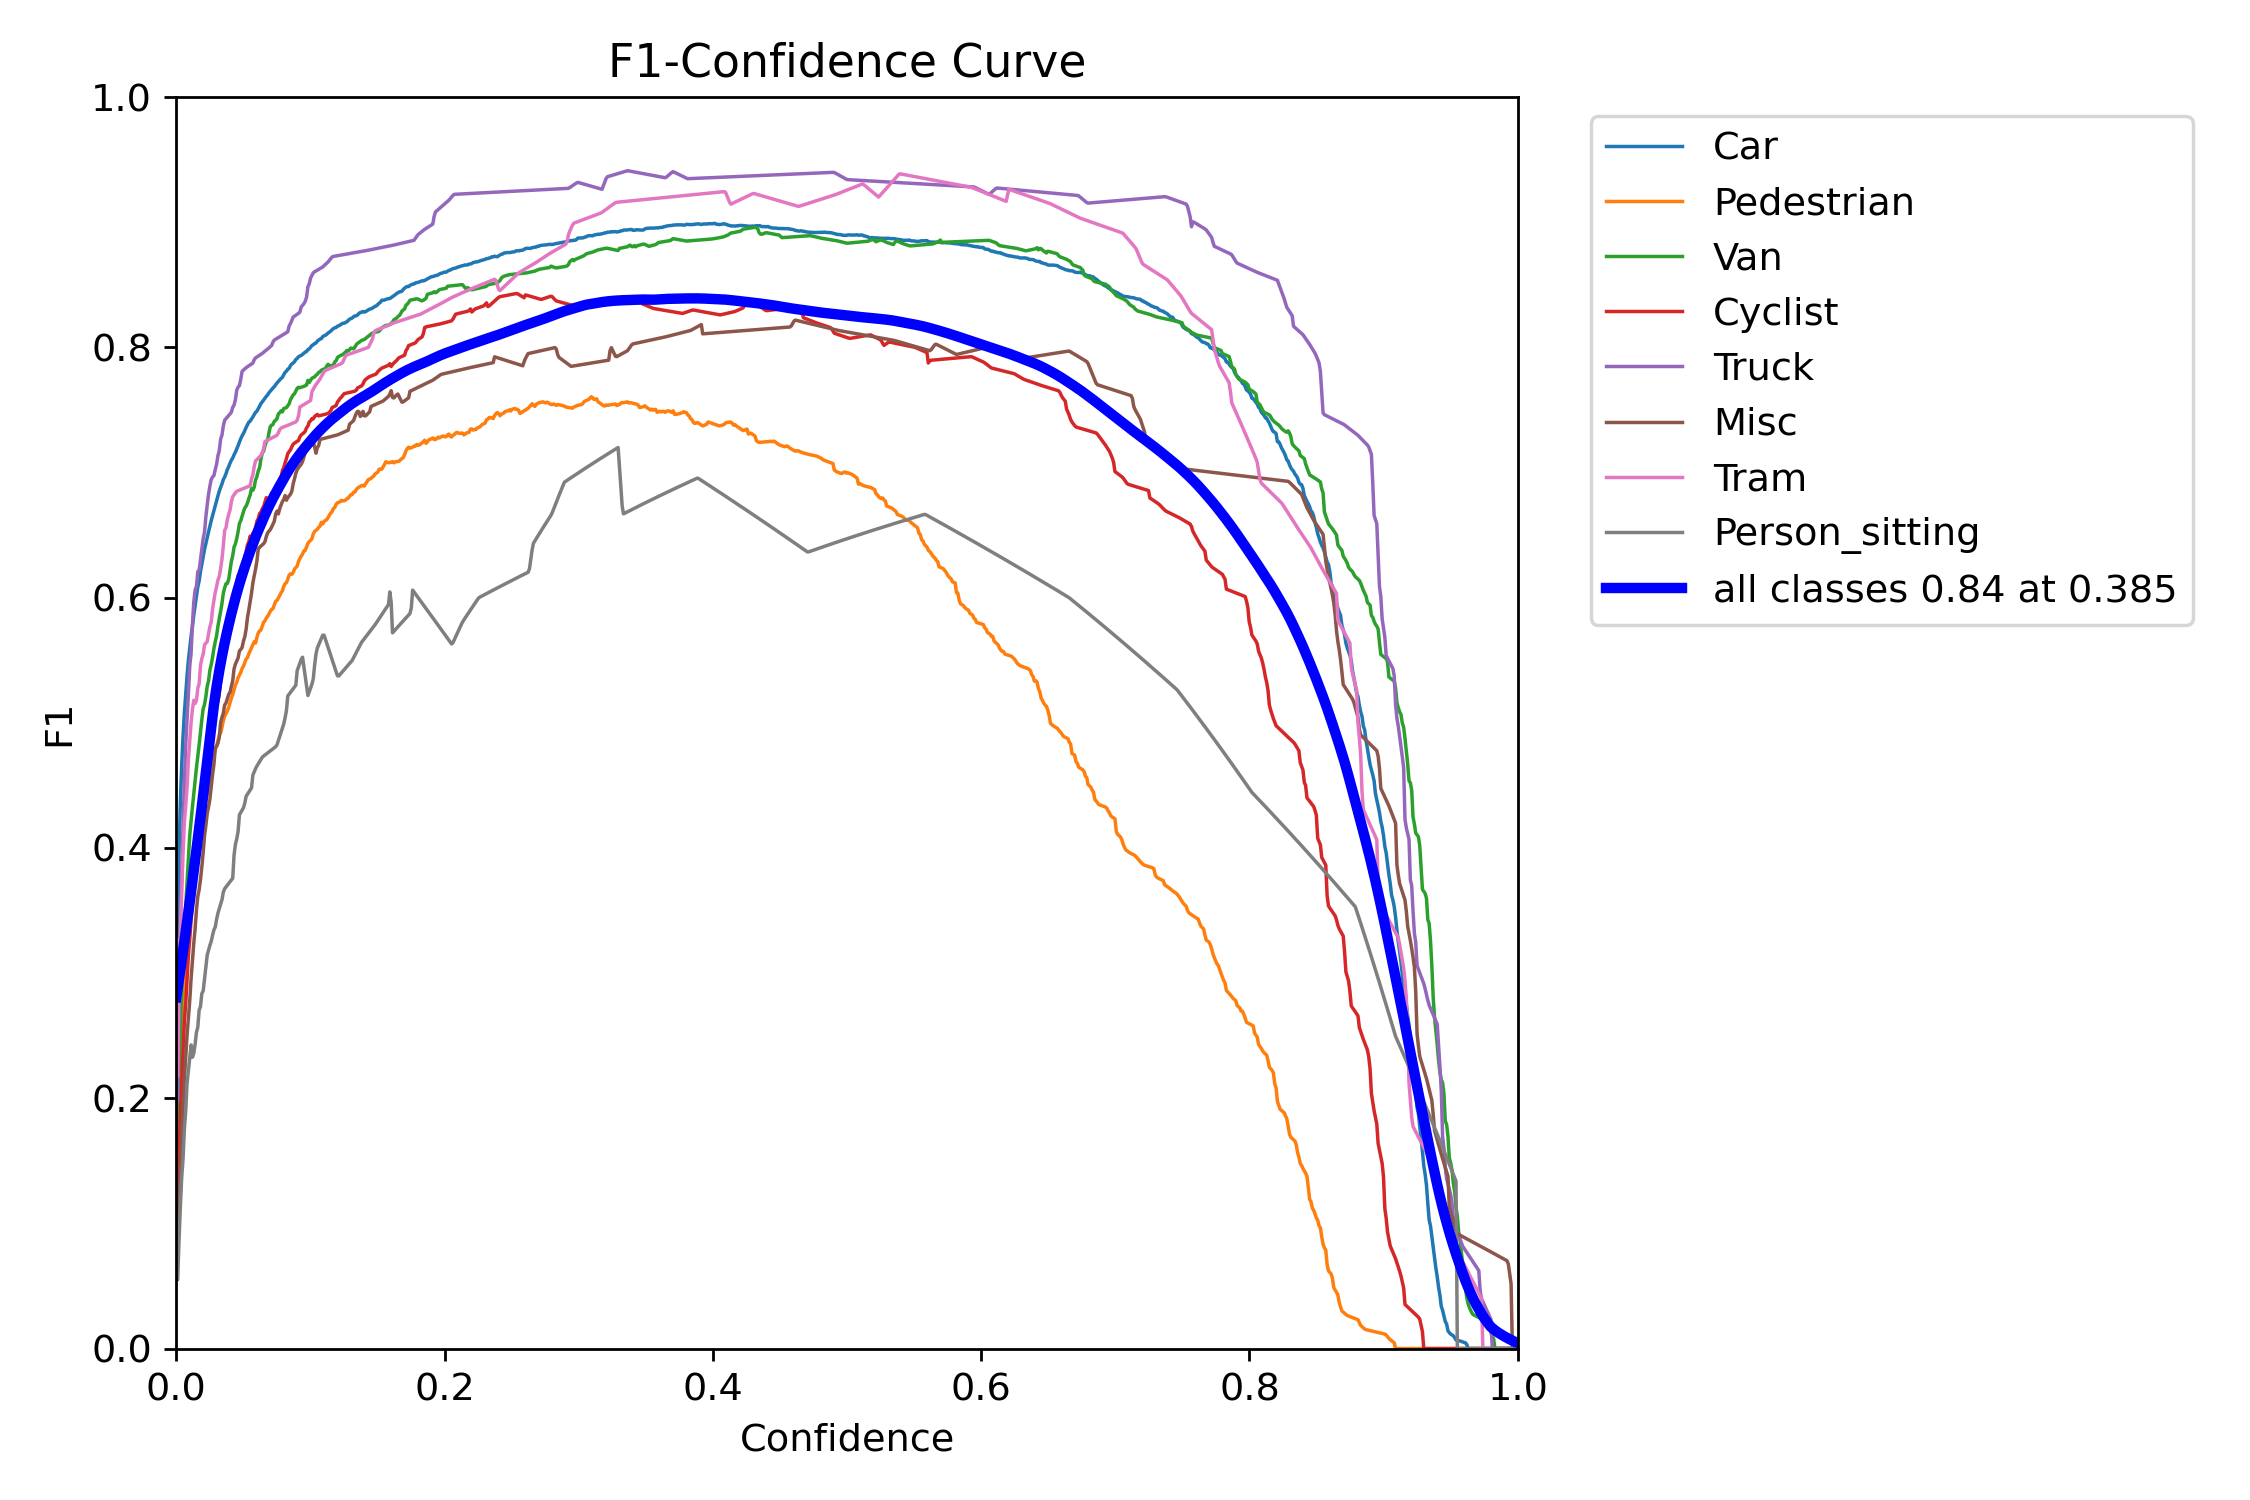 F1-Confidence Curve
1.0
0.8
0.6
0.4
0.2
0.0
F1
0.0 0.2 0.4 0.6 0.8 1.0
Confidence
Car
Pedestrian
Van
Cyclist
Truck
Misc
Tram
Person_sitting
all classes 0.84 at 0.385